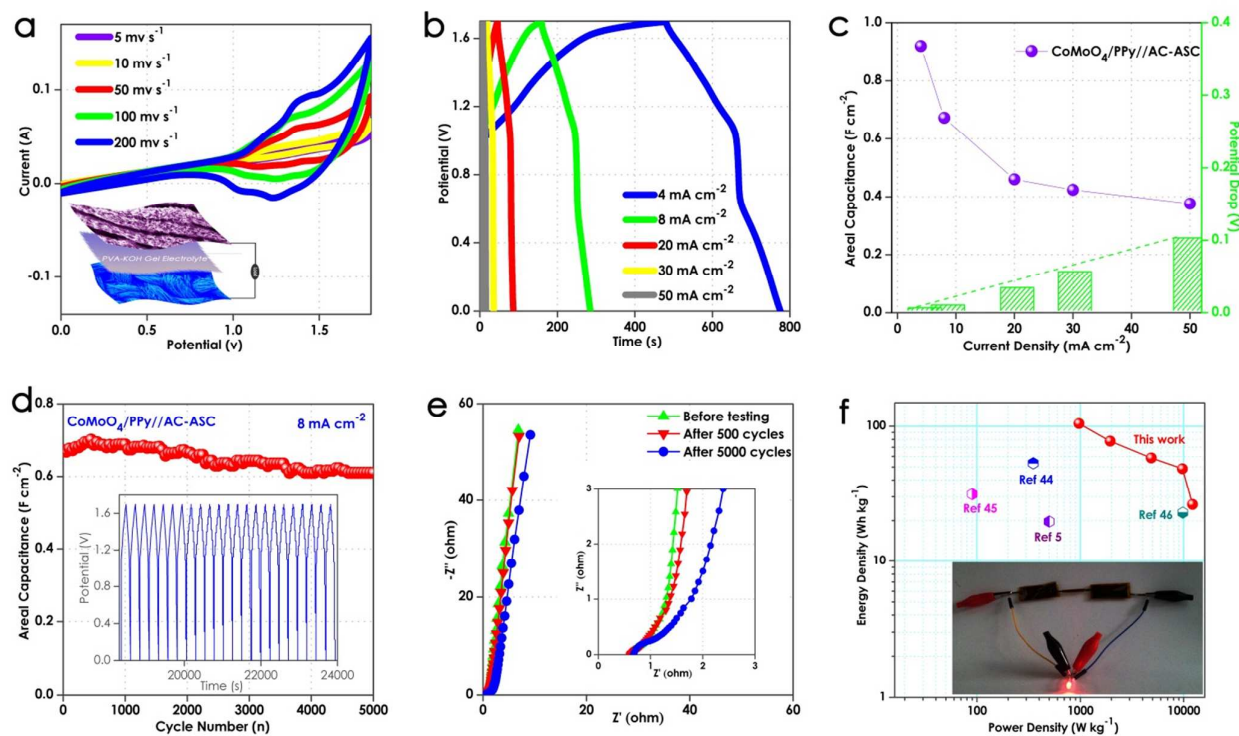 a
5 mv s⁻¹
10 mv s⁻¹
50 mv s⁻¹
100 mv s⁻¹
200 mv s⁻¹
Current (A)
0.1
0.0
-0.1
PVA-KOH Gel Electrolyte
0.0 0.5 1.0 1.5
Potential (v)
b
Potiential (V)
1.6
1.2
0.8
0.4
0.0
4 mA cm⁻²
8 mA cm⁻²
20 mA cm⁻²
30 mA cm⁻²
50 mA cm⁻²
0 200 400 600 800
Time (s)
c
CoMoO₄/PPy//AC-ASC
Areal Capacitance (F cm⁻²)
1.0
0.8
0.6
0.4
0.2
0.0
Potential Drop (V)
0.4
0.3
0.2
0.1
0.0
10 20 30 40 50
Current Density (mA cm⁻²)
d
CoMoO₄/PPy//AC-ASC 8 mA cm⁻²
Areal Capacitance (F cm⁻²)
0.8
0.6
0.4
0.2
0.0
Potential (V)
1.6
1.2
0.8
0.4
0.0
20000 22000 24000
Time (s)
0 1000 2000 3000 4000 5000
Cycle Number (n)
e
Before testing
After 500 cycles
After 5000 cycles
-Z'' (ohm)
60
40
20
0
Z'' (ohm)
3
2
1
0
0 1 2 3
Z' (ohm)
0 20 40 60
Z' (ohm)
f
This work
Ref 44
Ref 45
Ref 5
Ref 46
Energy Density (Wh kg⁻¹)
100
10
1
100 1000 10000
Power Density (W kg⁻¹)